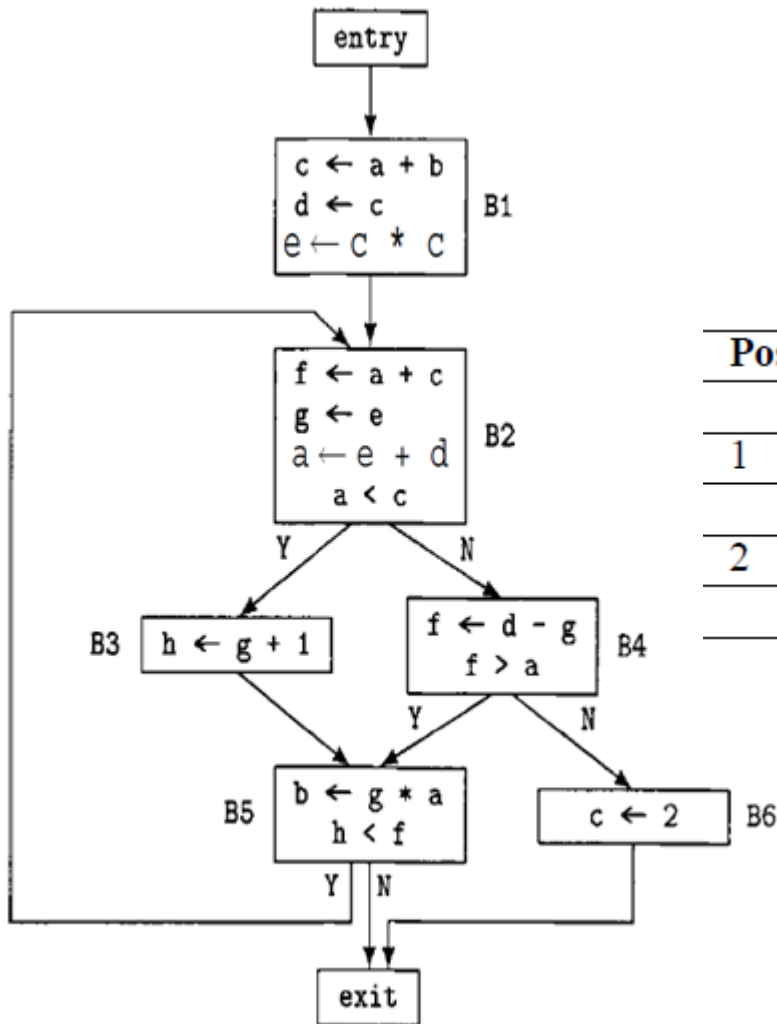 entry
c ← a + b
d ← c
e ← c * c
B1
f ← a + c
g ← e
a ← e + d
a < c
B2
Y
N
B3
h ← g + 1
f ← d - g
f > a
B4
Y
N
B5
b ← g * a
h < f
Y
N
c ← 2
B6
exit
1
2